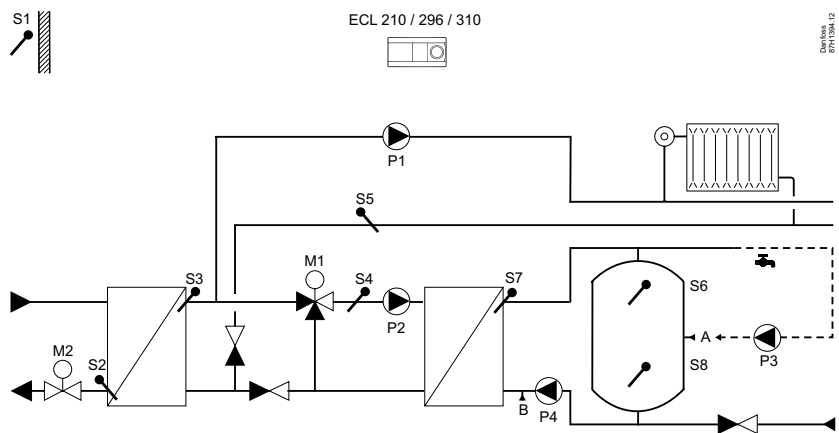 S1
ECL 210 / 296 / 310
Danfoss
87H1394.12
P1
S5
M1
S3
S4
S7
S6
P2
A
M2
S2
S8
P3
B
P4